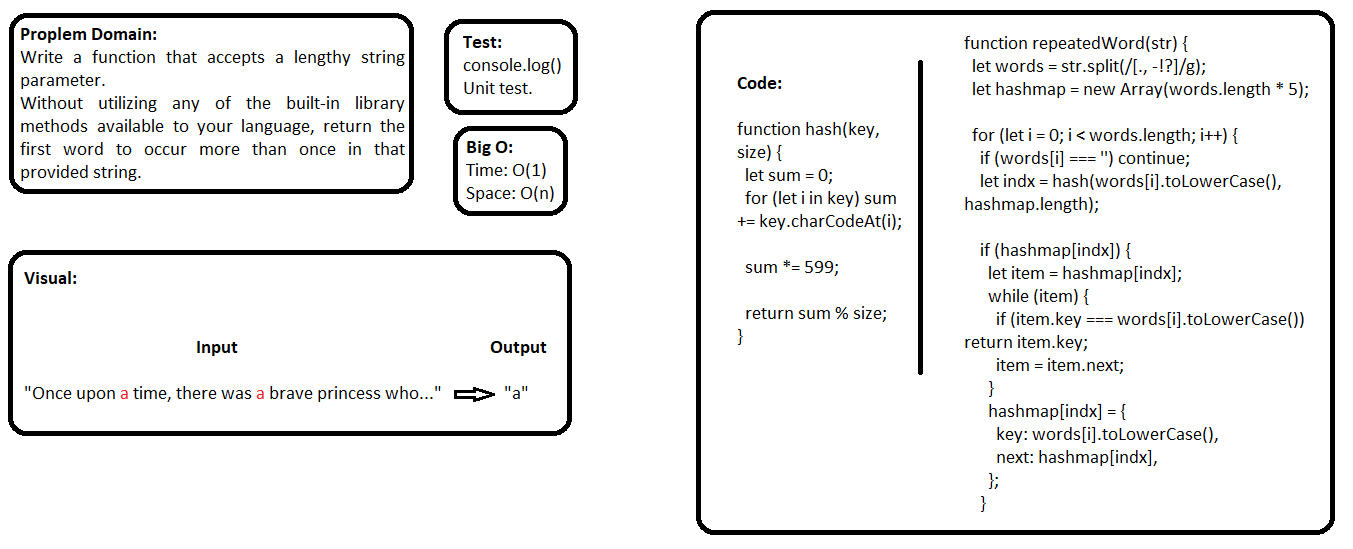 Proplem Domain:
Write a function that accepts a lengthy string
parameter.
Without utilizing any of the built-in library
methods available to your language, return the
first word to occur more than once in that
provided string.
Test:
console.log()
Unit test.
Big O:
Time: O(1)
Space: O(n)
Visual:
Input Output
"Once upon a time, there was a brave princess who..." "a"
Code:
function hash(key,
size) {
let sum = 0;
for (let i in key) sum
+= key.charCodeAt(i);
sum *= 599;
return sum % size;
}
function repeatedWord(str) {
let words = str.split(/[., -!?]/g);
let hashmap = new Array(words.length * 5);
for (let i = 0; i < words.length; i++) {
if (words[i] === '') continue;
let indx = hash(words[i].toLowerCase(),
hashmap.length);
if (hashmap[indx]) {
let item = hashmap[indx];
while (item) {
if (item.key === words[i].toLowerCase())
return item.key;
item = item.next;
}
hashmap[indx] = {
key: words[i].toLowerCase(),
next: hashmap[indx],
};
}